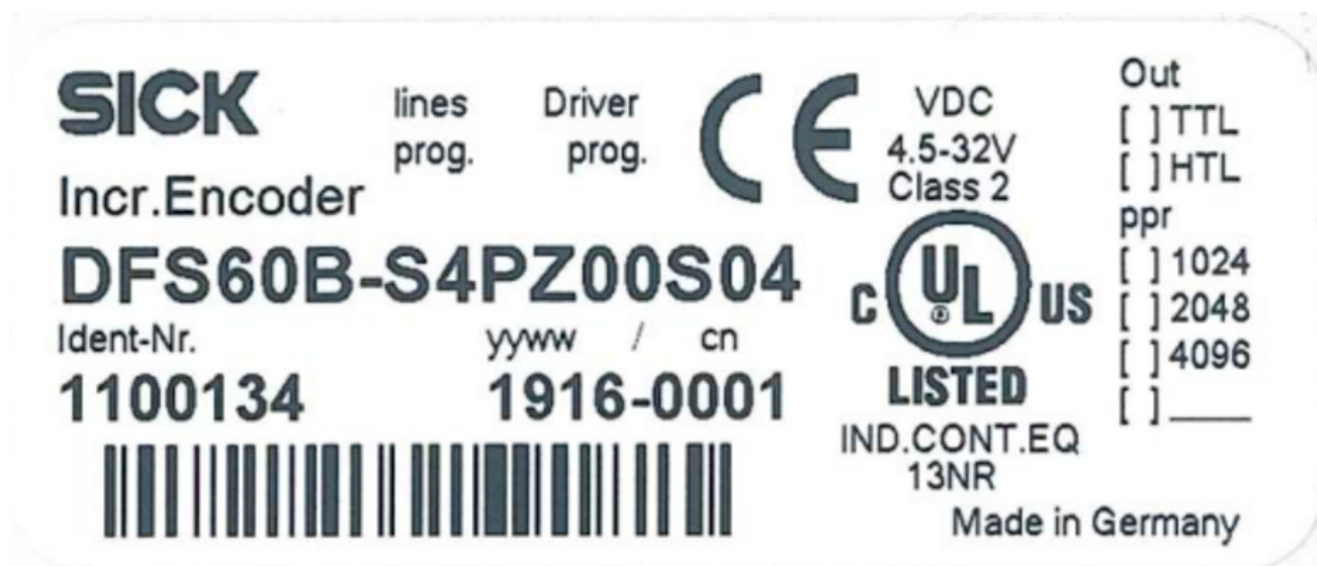 SICK
lines Driver
prog. prog.
Incr.Encoder
DFS60B-S4PZ00S04
Ident-Nr. yyww / cn
1100134 1916-0001
CE
VDC
4.5-32V
Class 2
C UL ® US
LISTED
IND.CONT.EQ
13NR
Out
[ ] TTL
[ ] HTL
ppr
[ ] 1024
[ ] 2048
[ ] 4096
[ ] ____
Made in Germany